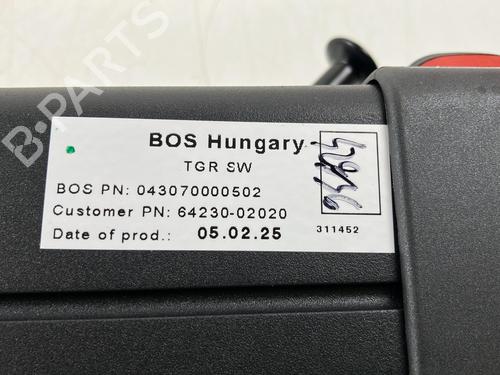 BOS Hungary
TGR SW
BOS PN: 043070000502
Customer PN: 64230-02020
Date of prod.: 05.02.25
311452
B-PARTS